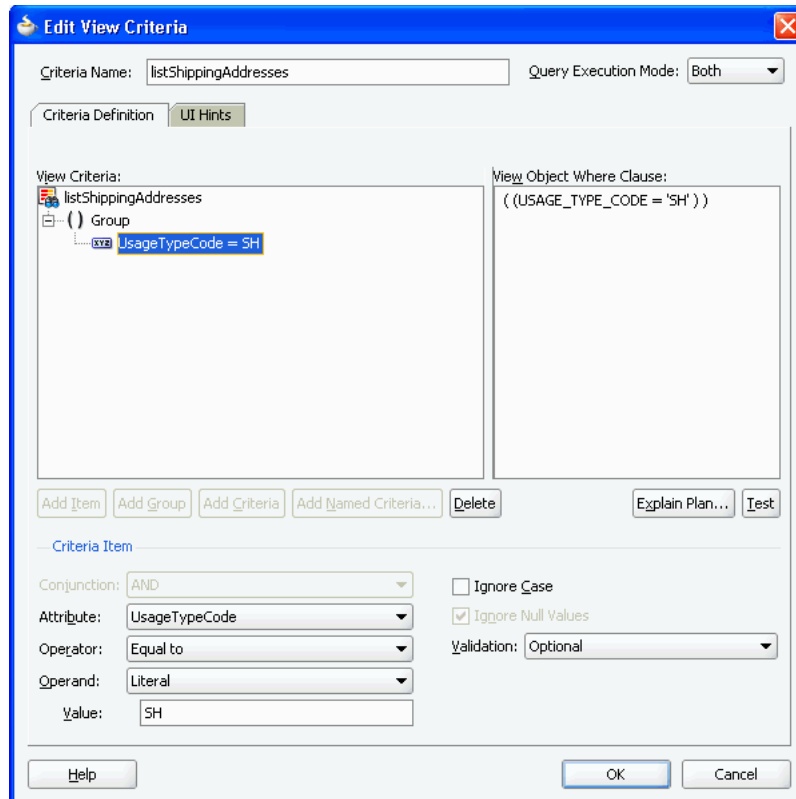 Edit View Criteria
Criteria Name: listShippingAddresses Query Execution Mode: Both
Criteria Definition UI Hints
View Criteria: View Object Where Clause:
listShippingAddresses ( (USAGE_TYPE_CODE = 'SH' ) )
( ) Group
XYZ UsageTypeCode = SH
Add Item Add Group Add Criteria Add Named Criteria... Delete Explain Plan... Test
Criteria Item
Conjunction: AND Ignore Case
Attribute: UsageTypeCode Ignore Null Values
Operator: Equal to Validation: Optional
Operand: Literal
Value: SH
Help OK Cancel